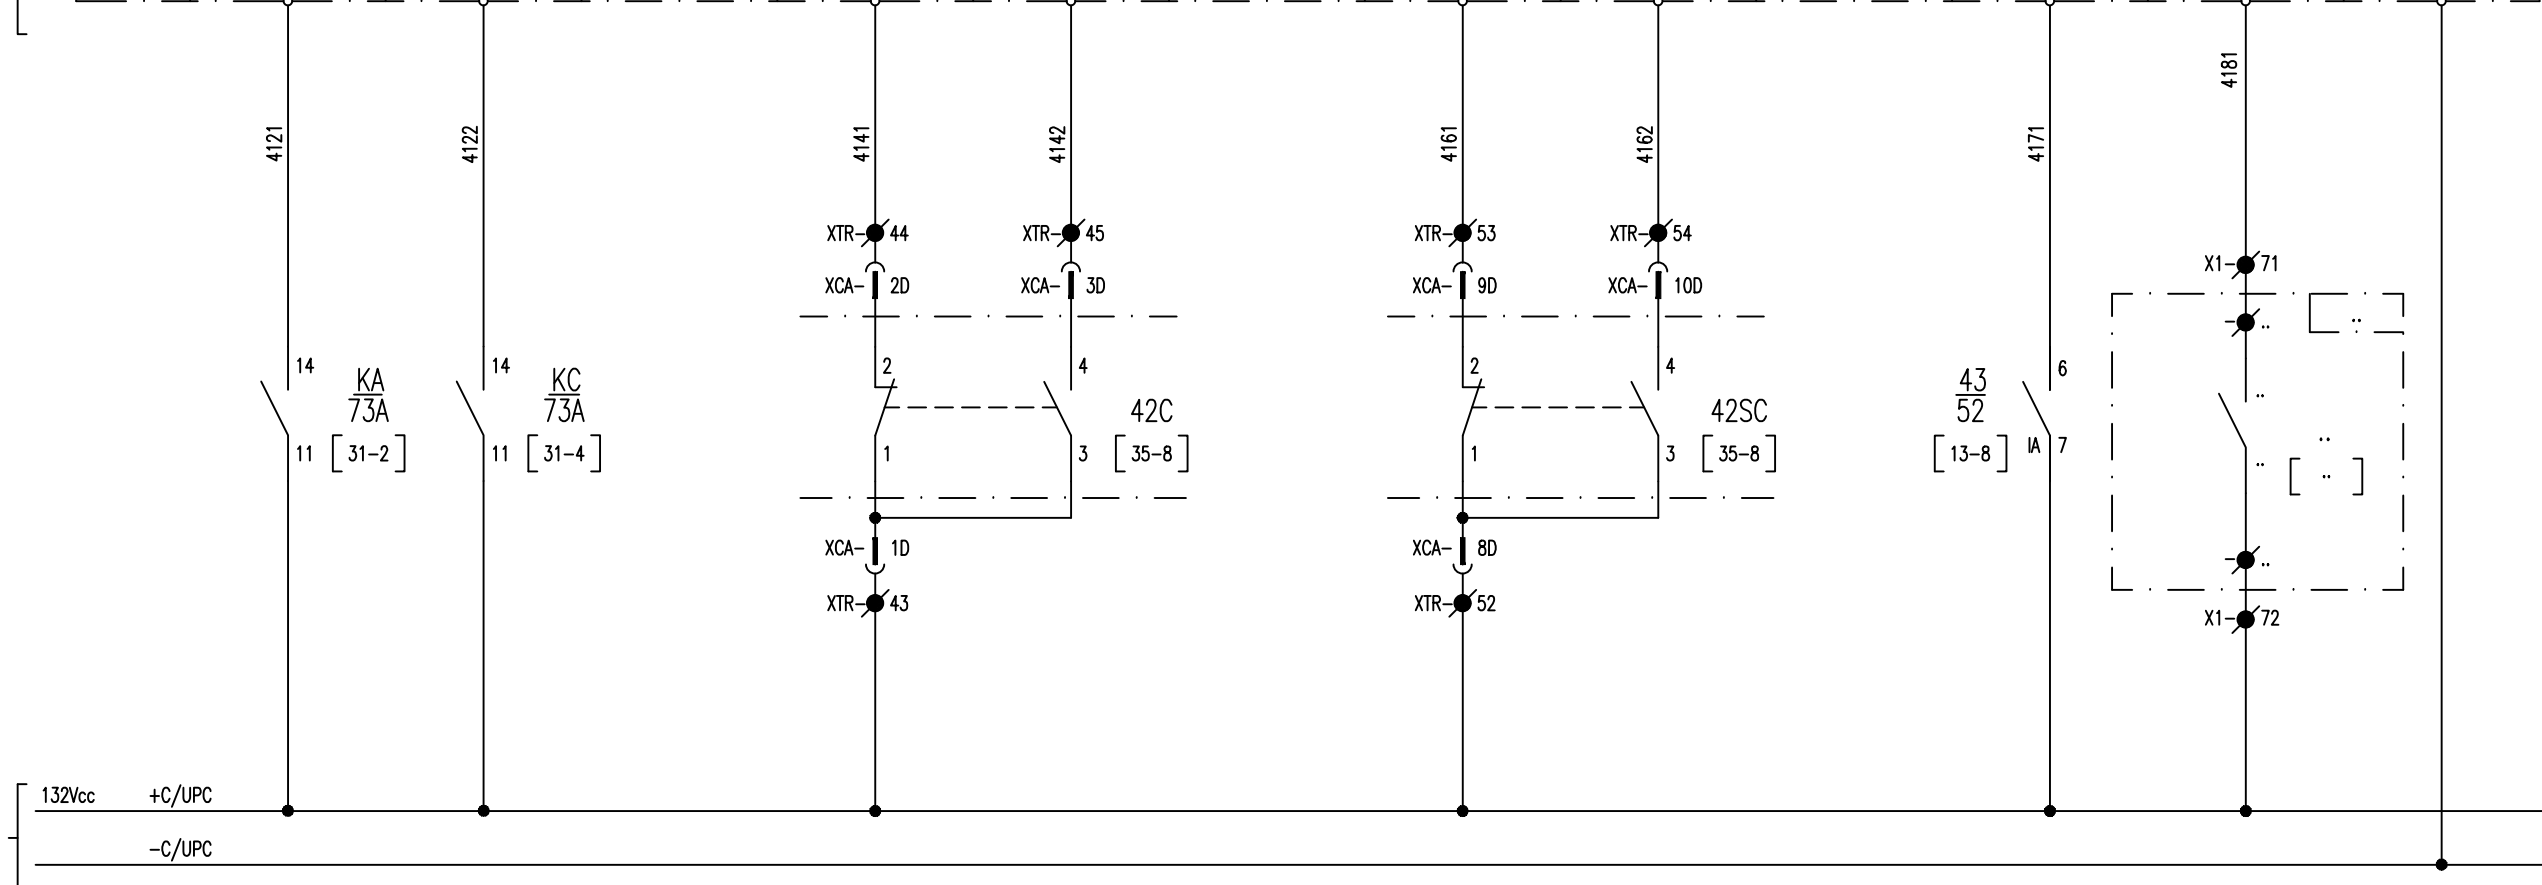 4121
4122
4141
4142
4161
4162
4171
4181
XTR- 44
XTR- 45
XTR- 53
XTR- 54
X1- 71
XCA- 2D
XCA- 3D
XCA- 9D
XCA- 10D
- ..
..
14
KA
73A
11
[31-2]
14
KC
73A
11
[31-4]
2
4
42C
1
3
[35-8]
2
4
42SC
1
3
[35-8]
43
52
[13-8]
6
IA 7
..
..
..
[..]
XCA- 1D
XCA- 8D
- ..
XTR- 43
XTR- 52
X1- 72
132Vcc +C/UPC
-C/UPC